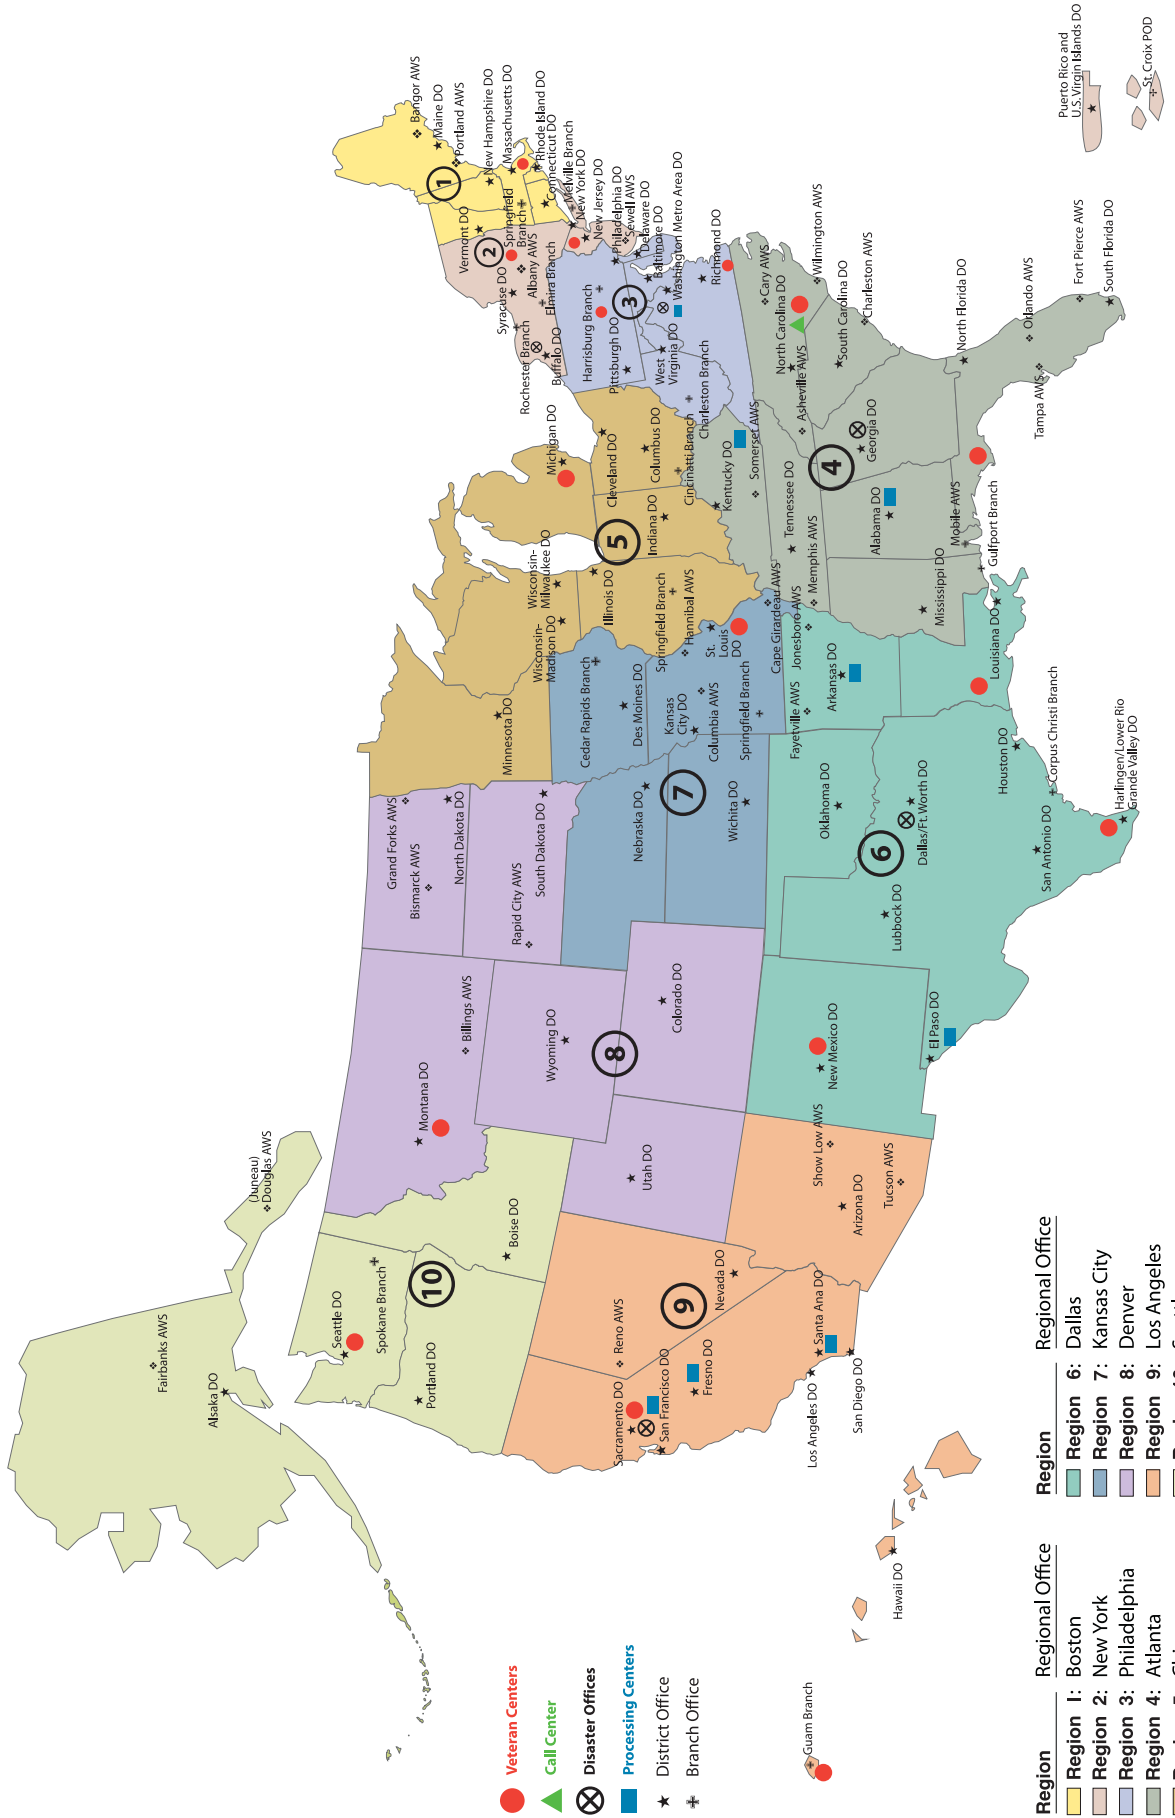 Fairbanks AWS
Alsaka DO
(Juneau)
Douglas AWS
Seattle DO
Spokane Branch
10
Portland DO
Boise DO
Montana DO
Billings AWS
Wyoming DO
8
Utah DO
Colorado DO
Grand Forks AWS
Bismarck AWS
North Dakota DO
Rapid City AWS
South Dakota DO
Reno AWS
Nevada DO
9
Sacramento DO
San Francisco DO
Fresno DO
Santa Ana DO
Los Angeles DO
San Diego DO
Show Low AWS
Arizona DO
Tucson AWS
Hawaii DO
Guam Branch
Nebraska DO
7
Wichita DO
Cedar Rapids Branch
Des Moines DO
Kansas
City DO
Columbia AWS
Springfield Branch
St.
Louis
DO
Hannibal AWS
Cape Girardeau AWS
New Mexico DO
El Paso DO
Lubbock DO
6
Dallas/Ft. Worth DO
Oklahoma DO
Fayetville AWS
Arkansas DO
Jonesboro AWS
Louisiana DO
Houston DO
San Antonio DO
Corpus Christi Branch
Harlingen/Lower Rio
Grande Valley DO
Minnesota DO
Wisconsin-
Madison DO
Wisconsin-
Milwaukee DO
Illinois DO
Springfield Branch
5
Indiana DO
Michigan DO
Cleveland DO
Columbus DO
Cincinatti Branch
Kentucky DO
Somerset AWS
Tennessee DO
Memphis AWS
4
Mississippi DO
Alabama DO
Mobile AWS
Gulfport Branch
Georgia DO
Asheville AWS
North Carolina DO
Cary AWS
Wilmington AWS
South Carolina DO
Charleston AWS
North Florida DO
Orlando AWS
Tampa AWS
Fort Pierce AWS
South Florida DO
Harrisburg Branch
Pittsburgh DO
3
West
Virginia DO
Charleston Branch
Richmond DO
Washington Metro Area DO
Baltimore DO
Delaware DO
Philadelphia DO
Sewell AWS
New Jersey DO
New York DO
Melville Branch
2
Syracuse DO
Rochester Branch
Buffalo DO
Elmira Branch
Albany AWS
Springfield
Branch
1
Vermont DO
Connecticut DO
Rhode Island DO
Massachusetts DO
New Hampshire DO
Portland AWS
Maine DO
Bangor AWS
Puerto Rico and
U.S. Virgin Islands DO
St. Croix POD
Veteran Centers
Call Center
Disaster Offices
Processing Centers
District Office
Branch Office
Region Regional Office
Region 1: Boston
Region 2: New York
Region 3: Philadelphia
Region 4: Atlanta
Region Regional Office
Region 6: Dallas
Region 7: Kansas City
Region 8: Denver
Region 9: Los Angeles